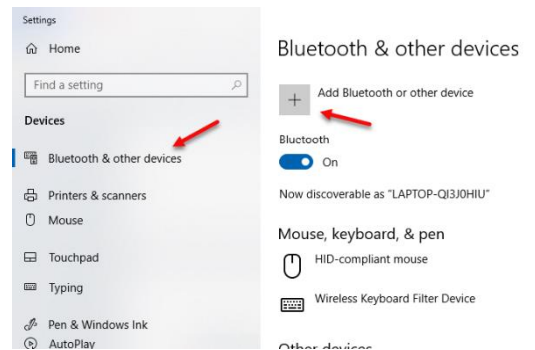 Settings
Home
Find a setting
Devices
Bluetooth & other devices
Printers & scanners
Mouse
Touchpad
Typing
Pen & Windows Ink
AutoPlay
Bluetooth & other devices
Add Bluetooth or other device
Bluetooth
On
Now discoverable as "LAPTOP-QI3J0HIU"
Mouse, keyboard, & pen
HID-compliant mouse
Wireless Keyboard Filter Device
Other devices